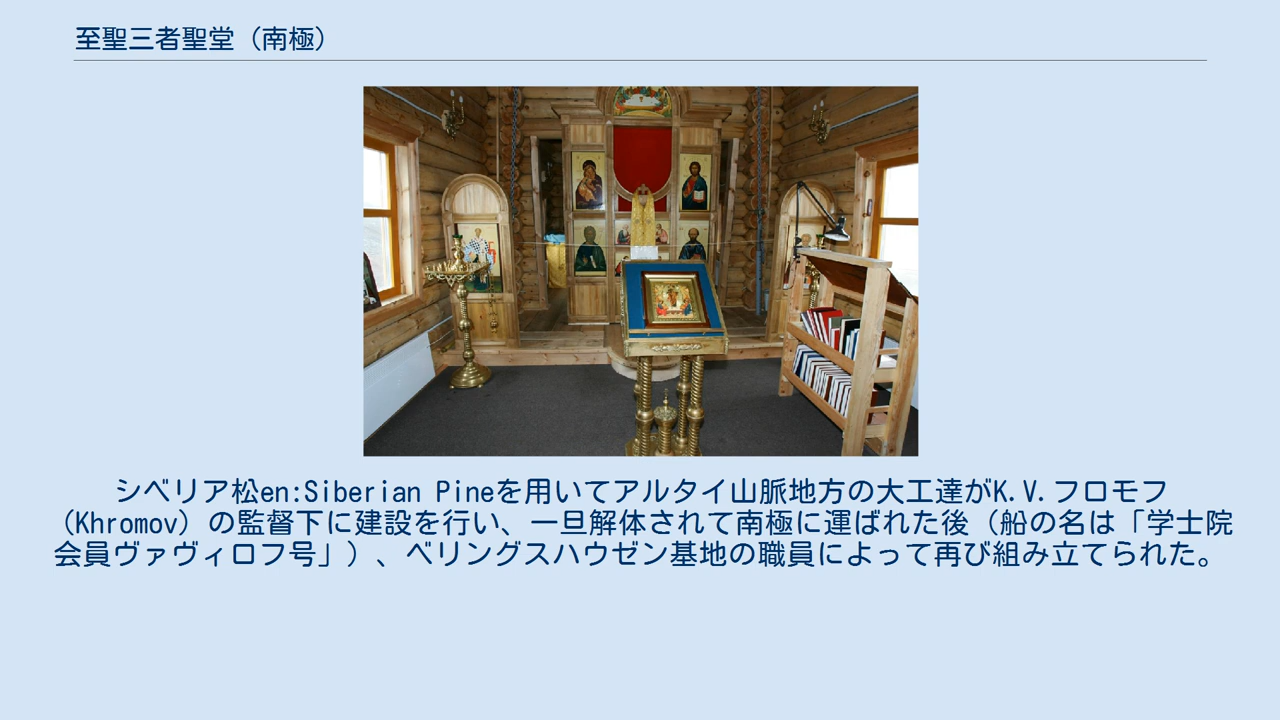 至聖三者聖堂（南極）
シベリア松en:Siberian Pineを用いてアルタイ山脈地方の大工達がK.V.フロモフ
（Khromov）の監督下に建設を行い、一旦解体されて南極に運ばれた後（船の名は「学士院
会員ヴァヴィロフ号」）、ベリングスハウゼン基地の職員によって再び組み立てられた。